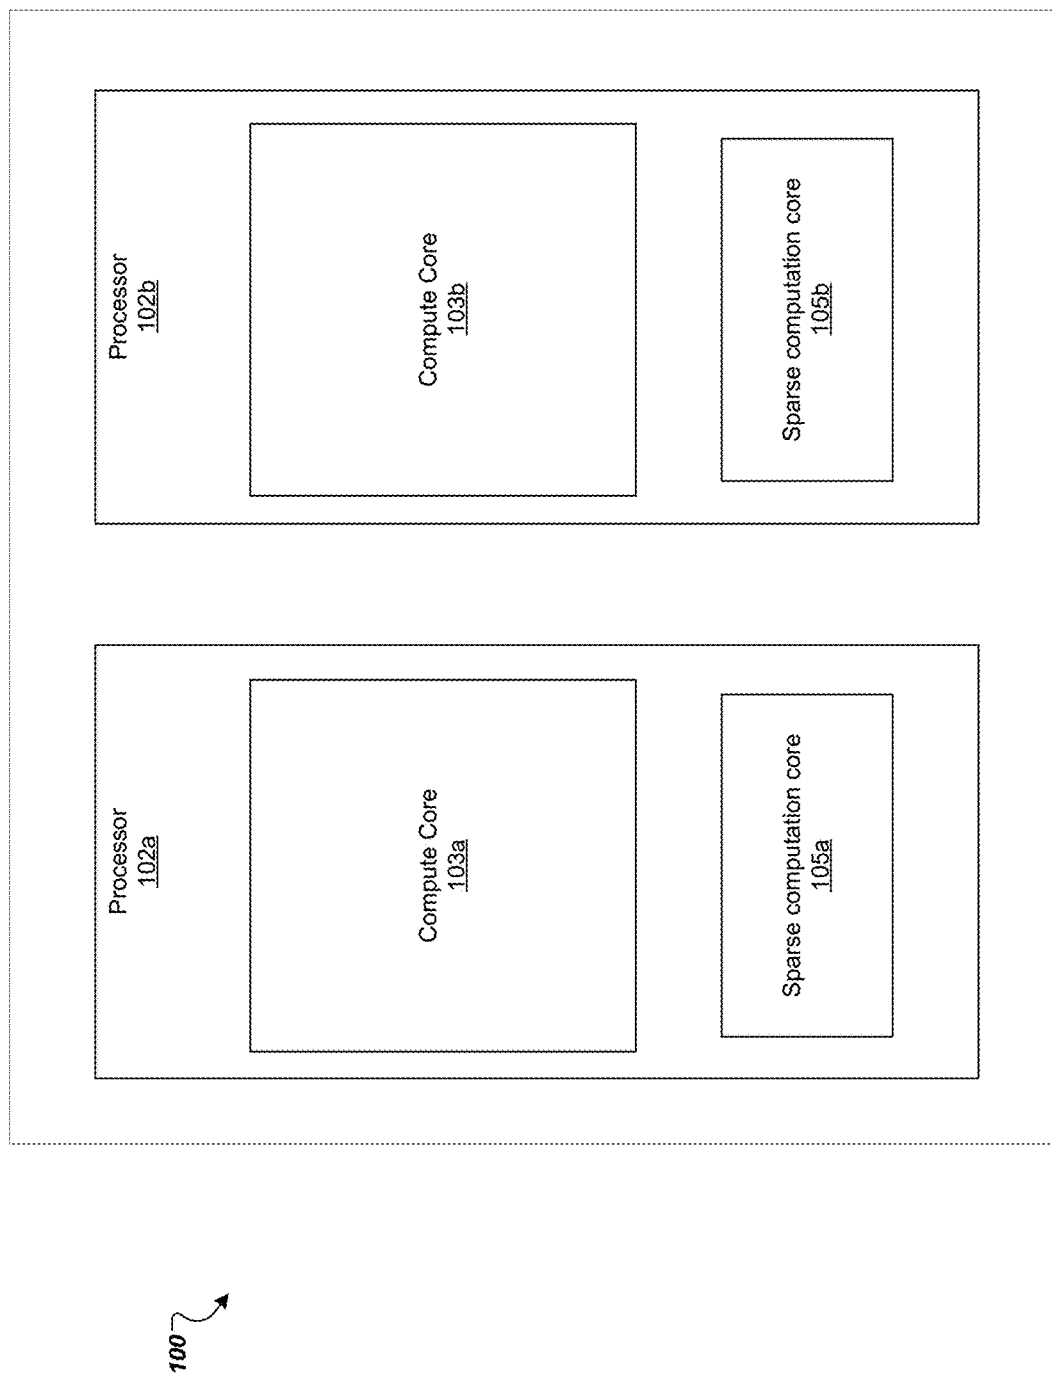 100
Processor
102a
Compute Core
103a
Sparse computation core
105a
Processor
102b
Compute Core
103b
Sparse computation core
105b